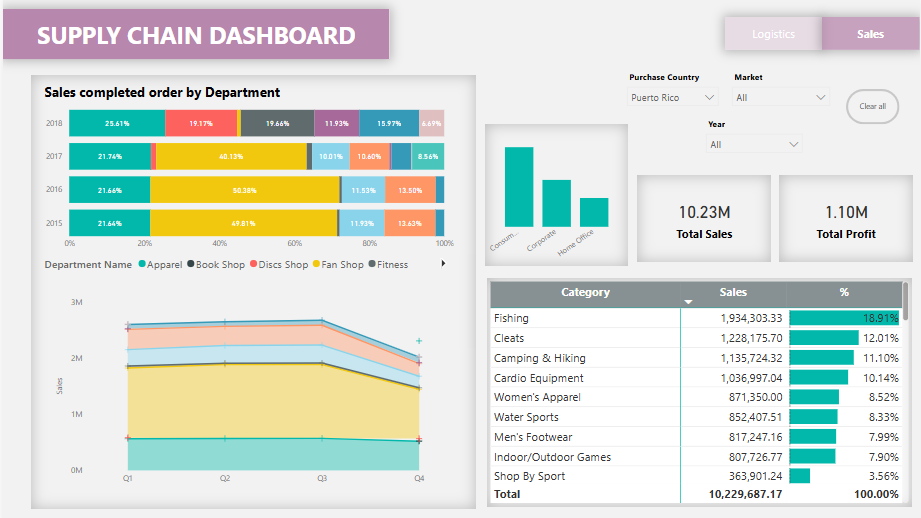 SUPPLY CHAIN DASHBOARD
Logistics
Sales
Purchase Country
Puerto Rico
Market
All
Year
All
Clear all
Sales completed order by Department
2018 25.61% 19.17% 19.66% 11.93% 15.97% 6.69%
2017 21.74% 40.13% 10.01% 10.60% 8.56%
2016 21.66% 50.38% 11.53% 13.50%
2015 21.64% 49.81% 11.93% 13.63%
0% 20% 40% 60% 80% 100%
Department Name Apparel Book Shop Discs Shop Fan Shop Fitness
3M
2M
1M
0M
Sales
Q1 Q2 Q3 Q4
Consum...
Corporate
Home Office
10.23M
Total Sales
1.10M
Total Profit
Category Sales %
Fishing 1,934,303.33 18.91%
Cleats 1,228,175.70 12.01%
Camping & Hiking 1,135,724.32 11.10%
Cardio Equipment 1,036,997.04 10.14%
Women's Apparel 871,350.00 8.52%
Water Sports 852,407.51 8.33%
Men's Footwear 817,247.16 7.99%
Indoor/Outdoor Games 807,726.77 7.90%
Shop By Sport 363,901.24 3.56%
Total 10,229,687.17 100.00%